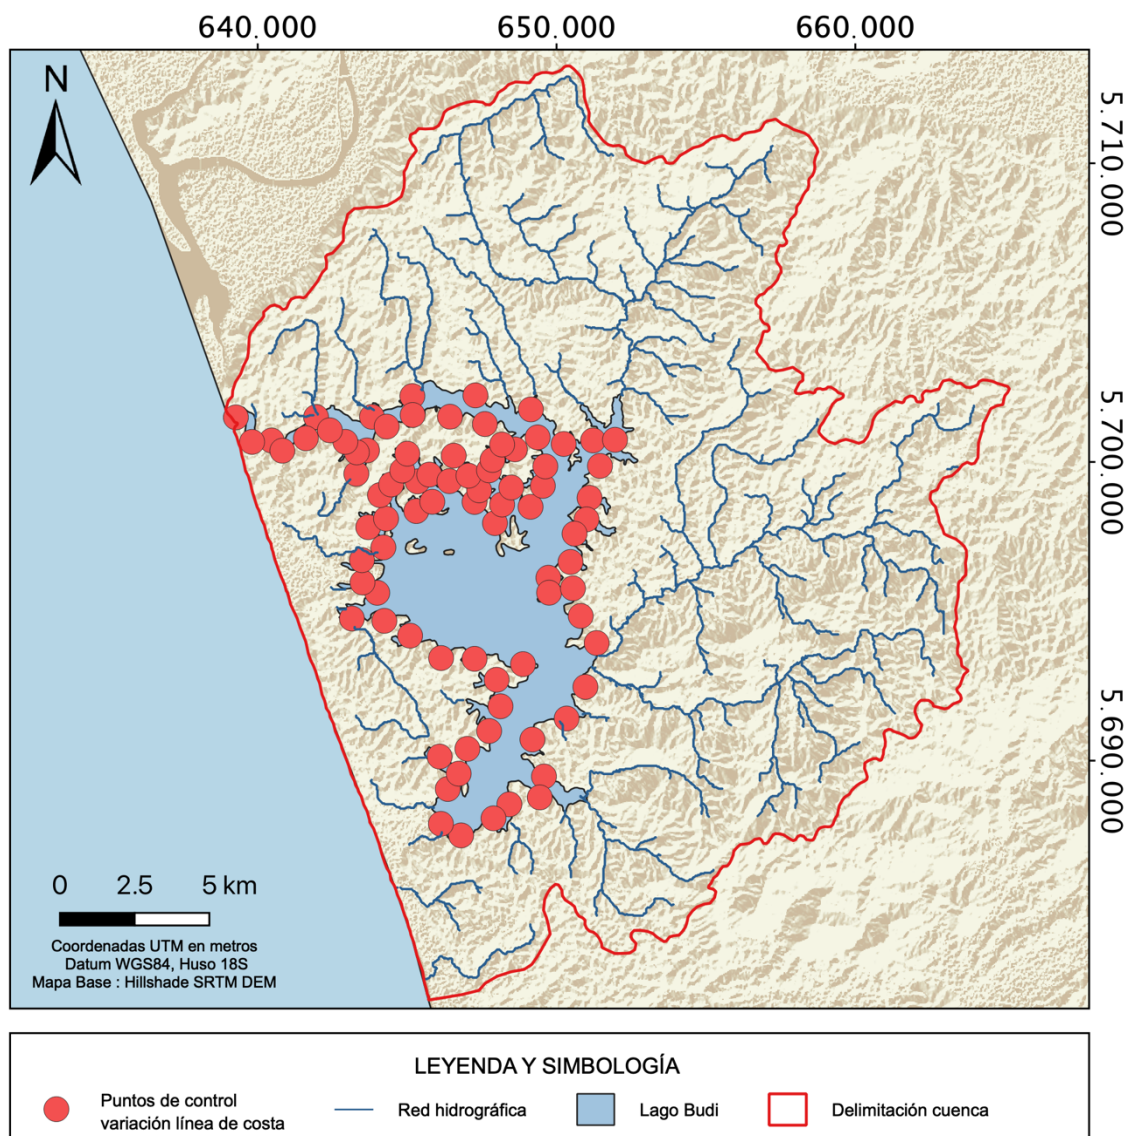 640.000 650.000 660.000
N
5.710.000
5.700.000
5.690.000
0 2.5 5 km
Coordenadas UTM en metros
Datum WGS84, Huso 18S
Mapa Base : Hillshade SRTM DEM
LEYENDA Y SIMBOLOGÍA
Puntos de control
variación línea de costa
Red hidrográfica
Lago Budi
Delimitación cuenca